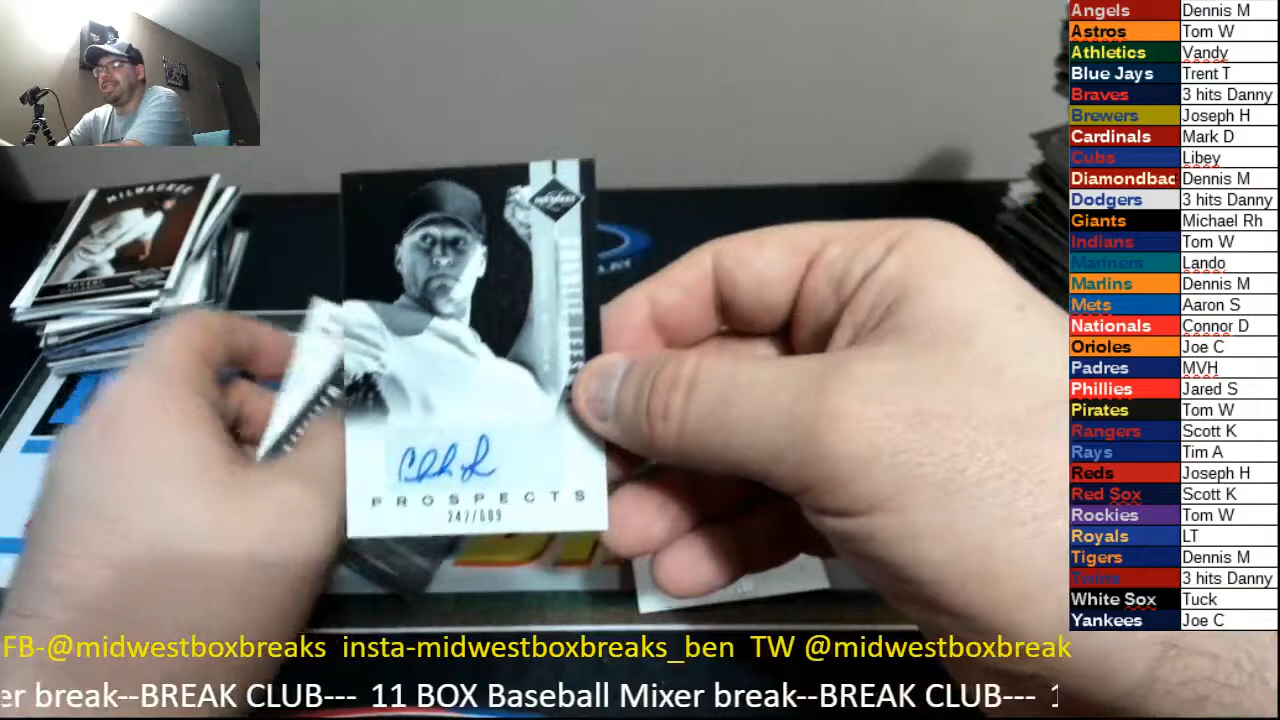 Angels Dennis M
Astros Tom W
Athletics Vandy
Blue Jays Trent T
Braves 3 hits Danny
Brewers Joseph H
Cardinals Mark D
Cubs Libey
Diamondbac Dennis M
Dodgers 3 hits Danny
Giants Michael Rh
Indians Tom W
Mariners Lando
Marlins Dennis M
Mets Aaron S
Nationals Connor D
Orioles Joe C
Padres MVH
Phillies Jared S
Pirates Tom W
Rangers Scott K
Rays Tim A
Reds Joseph H
Red Sox Scott K
Rockies Tom W
Royals LT
Tigers Dennis M
Twins 3 hits Danny
White Sox Tuck
Yankees Joe C
MILWAUKEE
PROSPECTS
242/609
FB-@midwestboxbreaks insta-midwestboxbreaks_ben TW @midwestboxbreak
er break--BREAK CLUB--- 11 BOX Baseball Mixer break--BREAK CLUB---